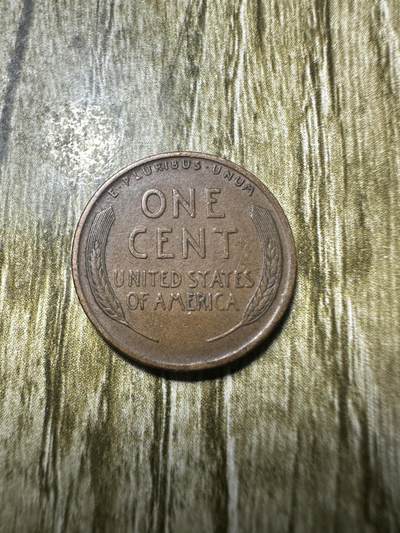 E·PLURIBUS·UNUM
ONE
CENT
UNITED STATES
OF AMERICA